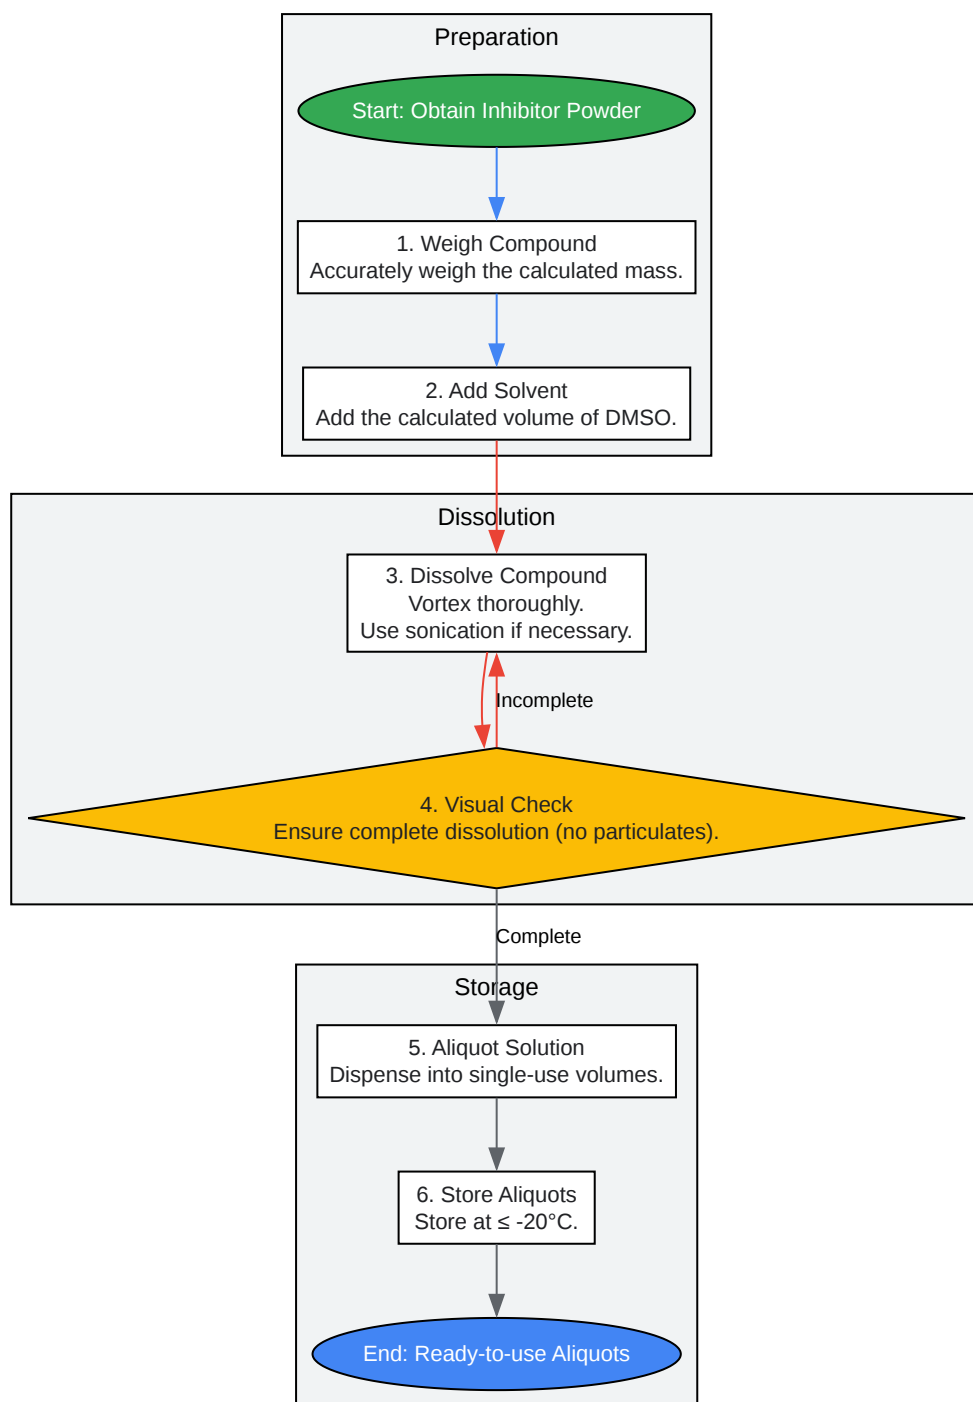 Preparation
Start: Obtain Inhibitor Powder
1. Weigh Compound
Accurately weigh the calculated mass.
2. Add Solvent
Add the calculated volume of DMSO.
Dissolution
3. Dissolve Compound
Vortex thoroughly.
Use sonication if necessary.
Incomplete
4. Visual Check
Ensure complete dissolution (no particulates).
Complete
Storage
5. Aliquot Solution
Dispense into single-use volumes.
6. Store Aliquots
Store at ≤ -20°C.
End: Ready-to-use Aliquots